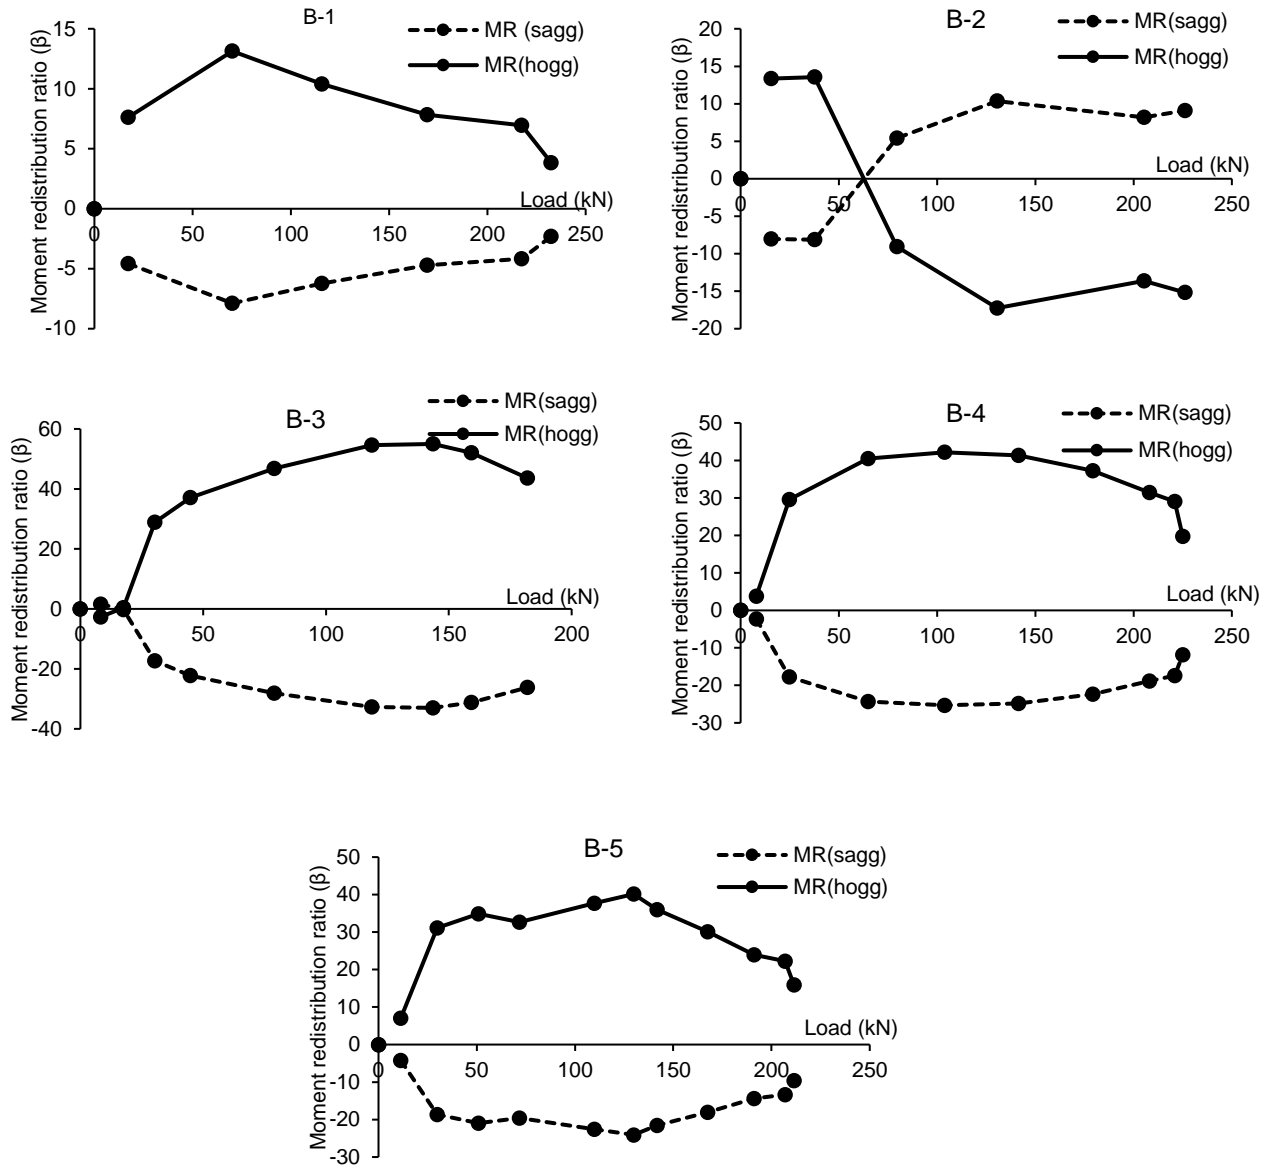 B-1
MR (sagg)
MR(hogg)
Moment redistribution ratio (β)
15
10
5
0
-5
-10
0
50
100
150
200
250
Load (kN)
B-2
MR(sagg)
MR(hogg)
Moment redistribution ratio (β)
20
15
10
5
0
-5
-10
-15
-20
0
50
100
150
200
250
Load (kN)
B-3
MR(sagg)
MR(hogg)
Moment redistribution ratio (β)
60
40
20
0
-20
-40
0
50
100
150
200
Load (kN)
B-4
MR(sagg)
MR(hogg)
Moment redistribution ratio (β)
50
40
30
20
10
0
-10
-20
-30
0
50
100
150
200
250
Load (kN)
B-5
MR(sagg)
MR(hogg)
Moment redistribution ratio (β)
50
40
30
20
10
0
-10
-20
-30
0
50
100
150
200
250
Load (kN)